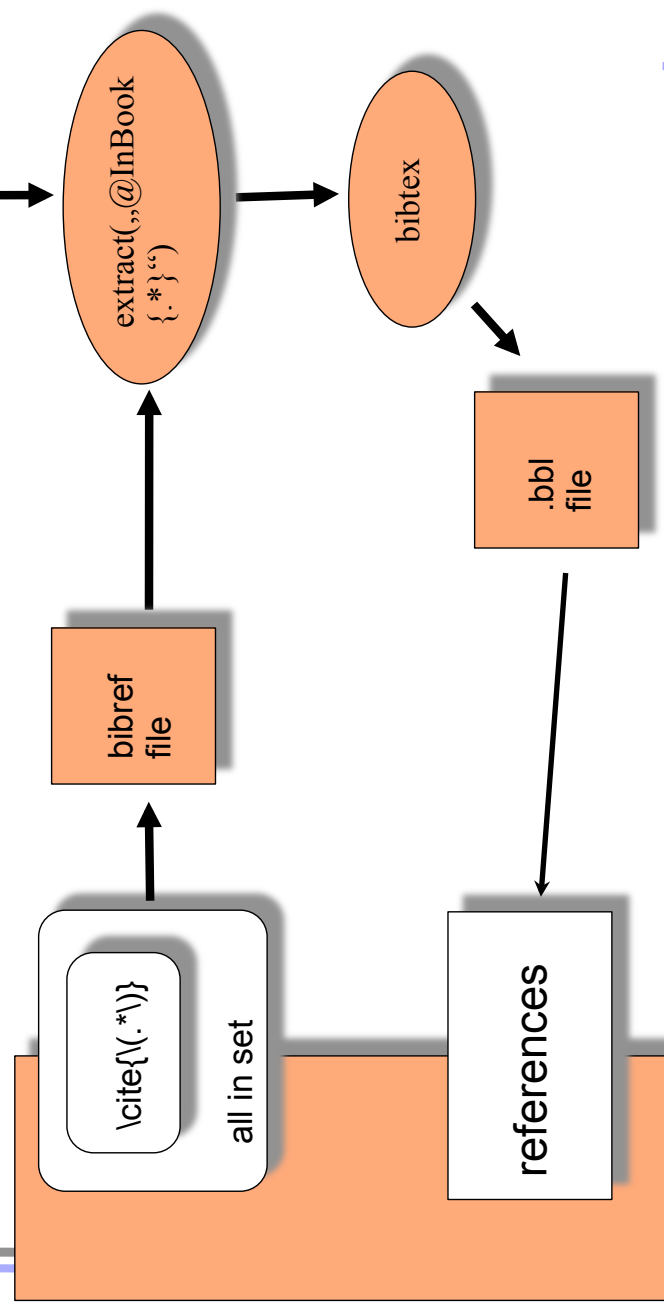 \cite{\(.*\)}
all in set
bibref
file
extract(„@InBook
{.*}“)
references
.bbl
file
bibtex